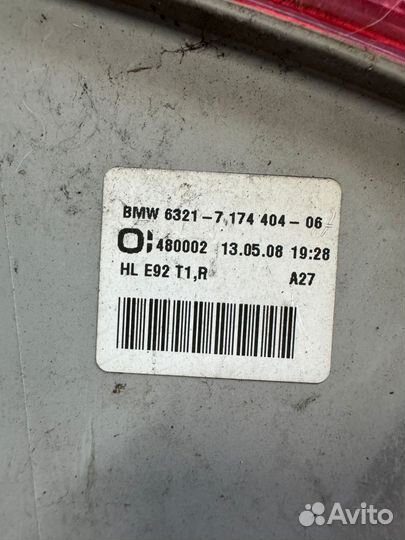 BMW 6321-7,174 404-06
480002 13.05.08 19:28
HL E92 T1,R A27
Avito